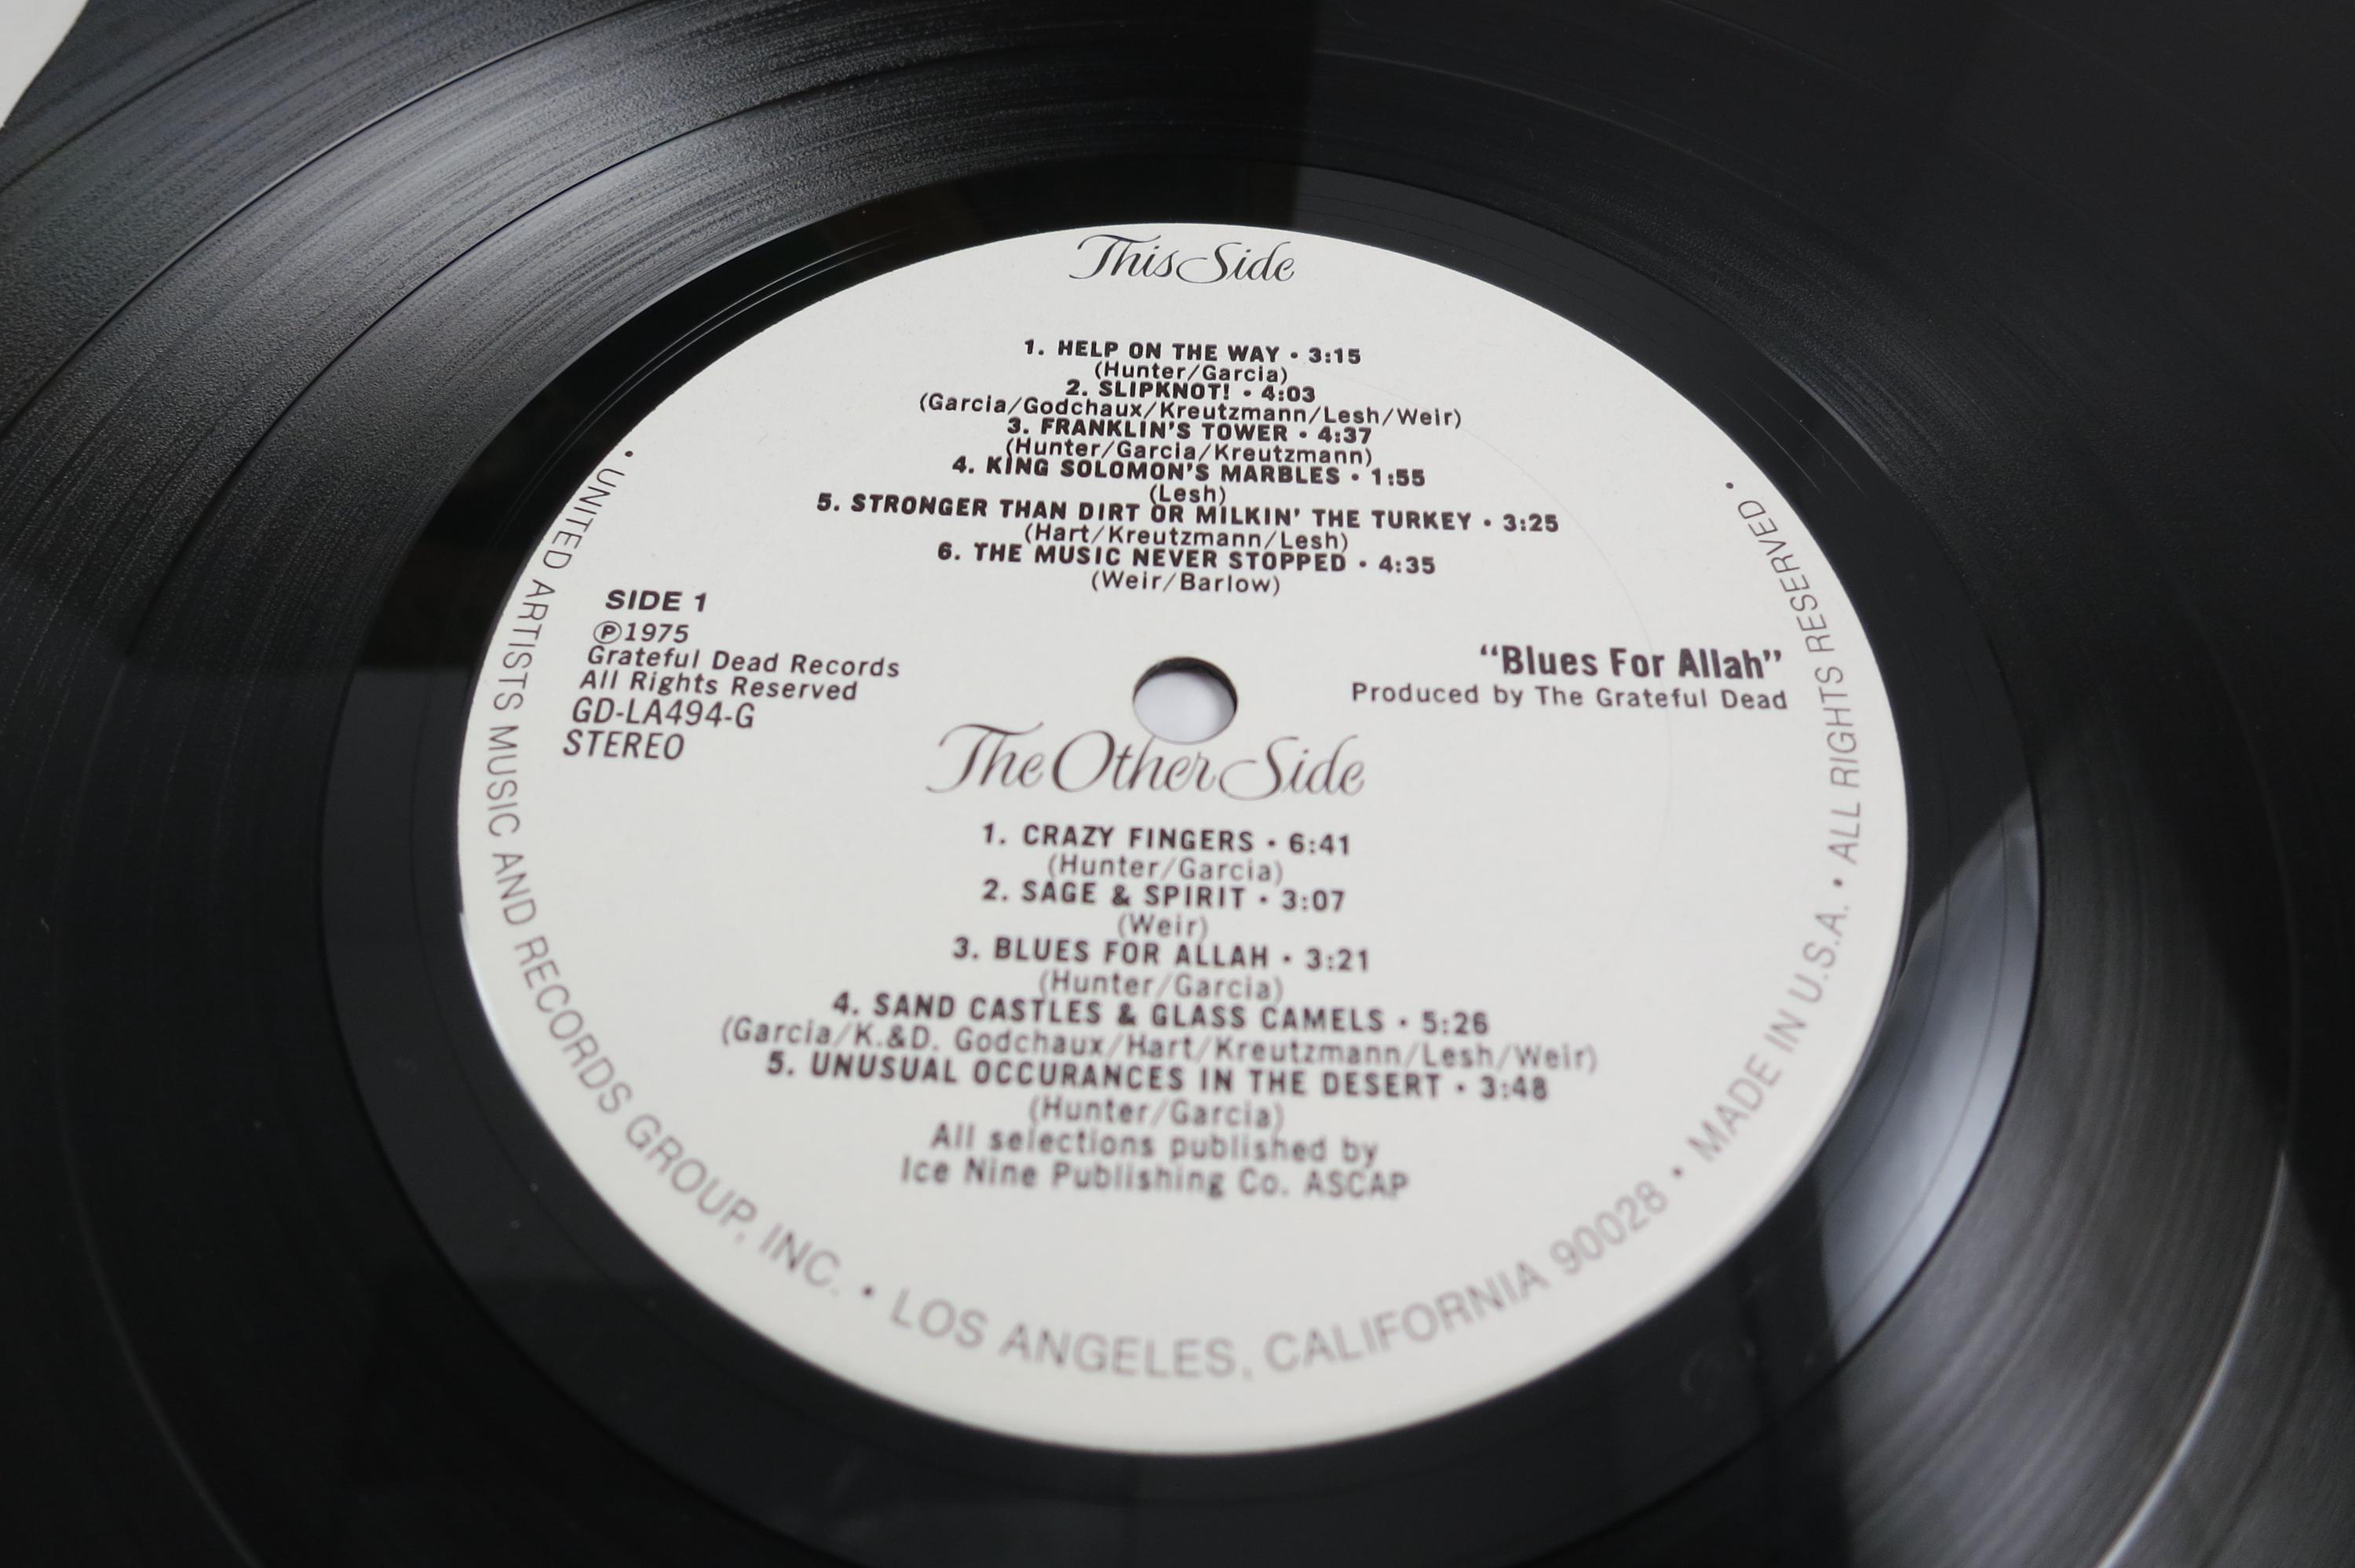 This Side
1. HELP ON THE WAY • 3:15
(Hunter/Garcia)
2. SLIPKNOT! • 4:03
(Garcia/Godchaux/Kreutzmann/Lesh/Weir)
3. FRANKLIN'S TOWER • 4:37
(Hunter/Garcia/Kreutzmann)
4. KING SOLOMON'S MARBLES • 1:55
(Lesh)
5. STRONGER THAN DIRT OR MILKIN' THE TURKEY • 3:25
(Hart/Kreutzmann/Lesh)
6. THE MUSIC NEVER STOPPED • 4:35
(Weir/Barlow)
SIDE 1
℗1975
Grateful Dead Records
All Rights Reserved
GD-LA494-G
STEREO
“Blues For Allah”
Produced by The Grateful Dead
The Other Side
1. CRAZY FINGERS • 6:41
(Hunter/Garcia)
2. SAGE & SPIRIT • 3:07
(Weir)
3. BLUES FOR ALLAH • 3:21
(Hunter/Garcia)
4. SAND CASTLES & GLASS CAMELS • 5:26
(Garcia/K.&D. Godchaux/Hart/Kreutzmann/Lesh/Weir)
5. UNUSUAL OCCURANCES IN THE DESERT • 3:48
(Hunter/Garcia)
All selections published by
Ice Nine Publishing Co. ASCAP
• UNITED ARTISTS MUSIC AND RECORDS GROUP, INC. • LOS ANGELES, CALIFORNIA 90028 • MADE IN U.S.A. • ALL RIGHTS RESERVED •